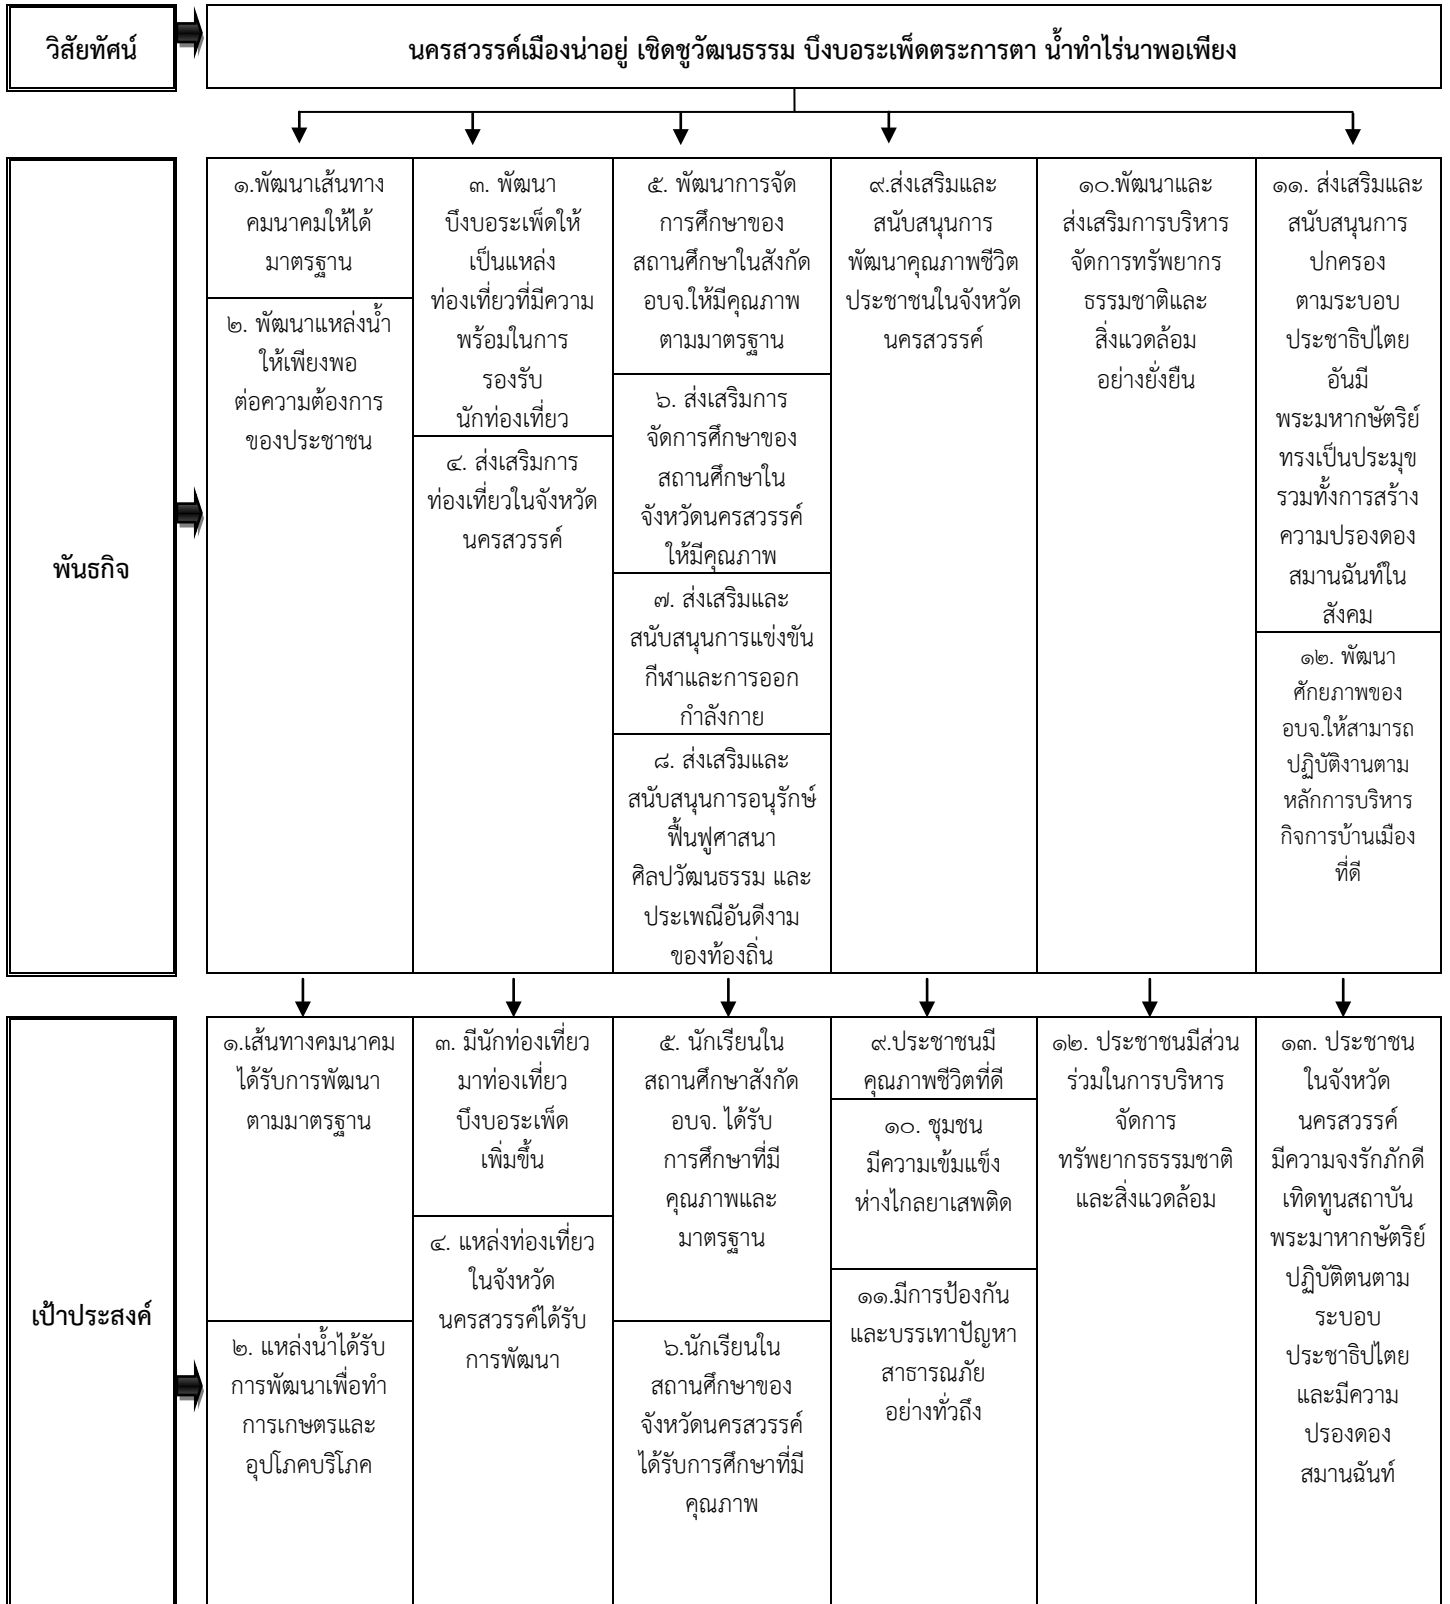 วิสัยทัศน์
นครสวรรค์เมืองน่าอยู่ เชิดชูวัฒนธรรม บึงบอระเพ็ดตระการตา น้ำทำไร่นาพอเพียง
พันธกิจ
๑.พัฒนาเส้นทาง
คมนาคมให้ได้
มาตรฐาน
๒. พัฒนาแหล่งน้ำ
ให้เพียงพอ
ต่อความต้องการ
ของประชาชน
๓. พัฒนา
บึงบอระเพ็ดให้
เป็นแหล่ง
ท่องเที่ยวที่มีความ
พร้อมในการ
รองรับ
นักท่องเที่ยว
๔. ส่งเสริมการ
ท่องเที่ยวในจังหวัด
นครสวรรค์
๕. พัฒนาการจัด
การศึกษาของ
สถานศึกษาในสังกัด
อบจ.ให้มีคุณภาพ
ตามมาตรฐาน
๖. ส่งเสริมการ
จัดการศึกษาของ
สถานศึกษาใน
จังหวัดนครสวรรค์
ให้มีคุณภาพ
๗. ส่งเสริมและ
สนับสนุนการแข่งขัน
กีฬาและการออก
กำลังกาย
๘. ส่งเสริมและ
สนับสนุนการอนุรักษ์
ฟื้นฟูศาสนา
ศิลปวัฒนธรรม และ
ประเพณีอันดีงาม
ของท้องถิ่น
๙.ส่งเสริมและ
สนับสนุนการ
พัฒนาคุณภาพชีวิต
ประชาชนในจังหวัด
นครสวรรค์
๑๐.พัฒนาและ
ส่งเสริมการบริหาร
จัดการทรัพยากร
ธรรมชาติและ
สิ่งแวดล้อม
อย่างยั่งยืน
๑๑. ส่งเสริมและ
สนับสนุนการ
ปกครอง
ตามระบอบ
ประชาธิปไตย
อันมี
พระมหากษัตริย์
ทรงเป็นประมุข
รวมทั้งการสร้าง
ความปรองดอง
สมานฉันท์ใน
สังคม
๑๒. พัฒนา
ศักยภาพของ
อบจ.ให้สามารถ
ปฏิบัติงานตาม
หลักการบริหาร
กิจการบ้านเมือง
ที่ดี
เป้าประสงค์
๑.เส้นทางคมนาคม
ได้รับการพัฒนา
ตามมาตรฐาน
๒. แหล่งน้ำได้รับ
การพัฒนาเพื่อทำ
การเกษตรและ
อุปโภคบริโภค
๓. มีนักท่องเที่ยว
มาท่องเที่ยว
บึงบอระเพ็ด
เพิ่มขึ้น
๔. แหล่งท่องเที่ยว
ในจังหวัด
นครสวรรค์ได้รับ
การพัฒนา
๕. นักเรียนใน
สถานศึกษาสังกัด
อบจ. ได้รับ
การศึกษาที่มี
คุณภาพและ
มาตรฐาน
๖.นักเรียนใน
สถานศึกษาของ
จังหวัดนครสวรรค์
ได้รับการศึกษาที่มี
คุณภาพ
๙.ประชาชนมี
คุณภาพชีวิตที่ดี
๑๐. ชุมชน
มีความเข้มแข็ง
ห่างไกลยาเสพติด
๑๑.มีการป้องกัน
และบรรเทาปัญหา
สาธารณภัย
อย่างทั่วถึง
๑๒. ประชาชนมีส่วน
ร่วมในการบริหาร
จัดการ
ทรัพยากรธรรมชาติ
และสิ่งแวดล้อม
๑๓. ประชาชน
ในจังหวัด
นครสวรรค์
มีความจงรักภักดี
เทิดทูนสถาบัน
พระมาหากษัตริย์
ปฏิบัติตนตาม
ระบอบ
ประชาธิปไตย
และมีความ
ปรองดอง
สมานฉันท์